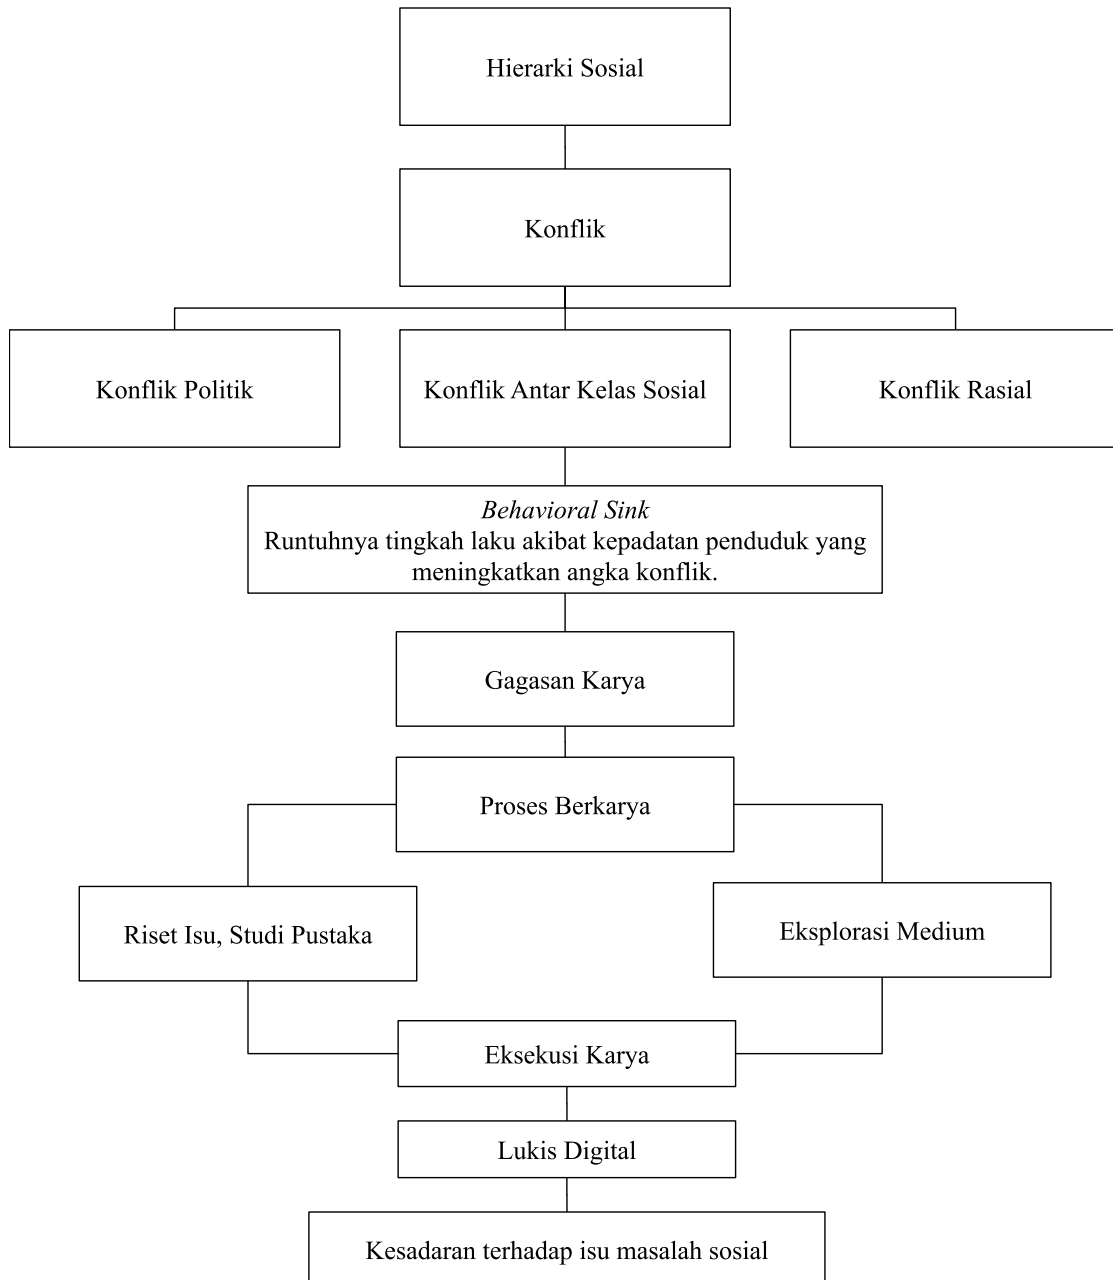 Hierarki Sosial
Konflik
Konflik Politik
Konflik Antar Kelas Sosial
Konflik Rasial
Behavioral Sink
Runtuhnya tingkah laku akibat kepadatan penduduk yang
meningkatkan angka konflik.
Gagasan Karya
Proses Berkarya
Riset Isu, Studi Pustaka
Eksplorasi Medium
Eksekusi Karya
Lukis Digital
Kesadaran terhadap isu masalah sosial